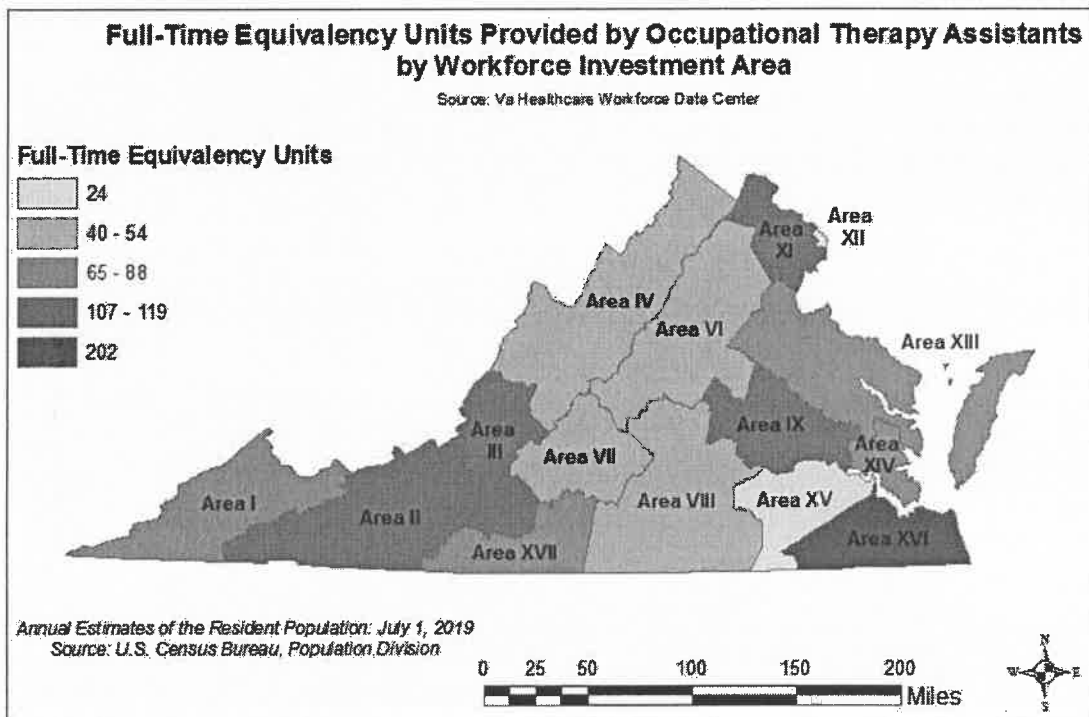 Full-Time Equivalency Units Provided by Occupational Therapy Assistants
by Workforce Investment Area
Source: Va Healthcare Workforce Data Center
Full-Time Equivalency Units
24
40 - 54
65 - 88
107 - 119
202
Area XI
Area XII
Area IV
Area VI
Area XIII
Area III
Area IX
Area XIV
Area VII
Area I
Area II
Area VIII
Area XV
Area XVII
Area XVI
Annual Estimates of the Resident Population: July 1, 2019
Source: U.S. Census Bureau, Population Division
0 25 50 100 150 200
Miles
N
W E
S